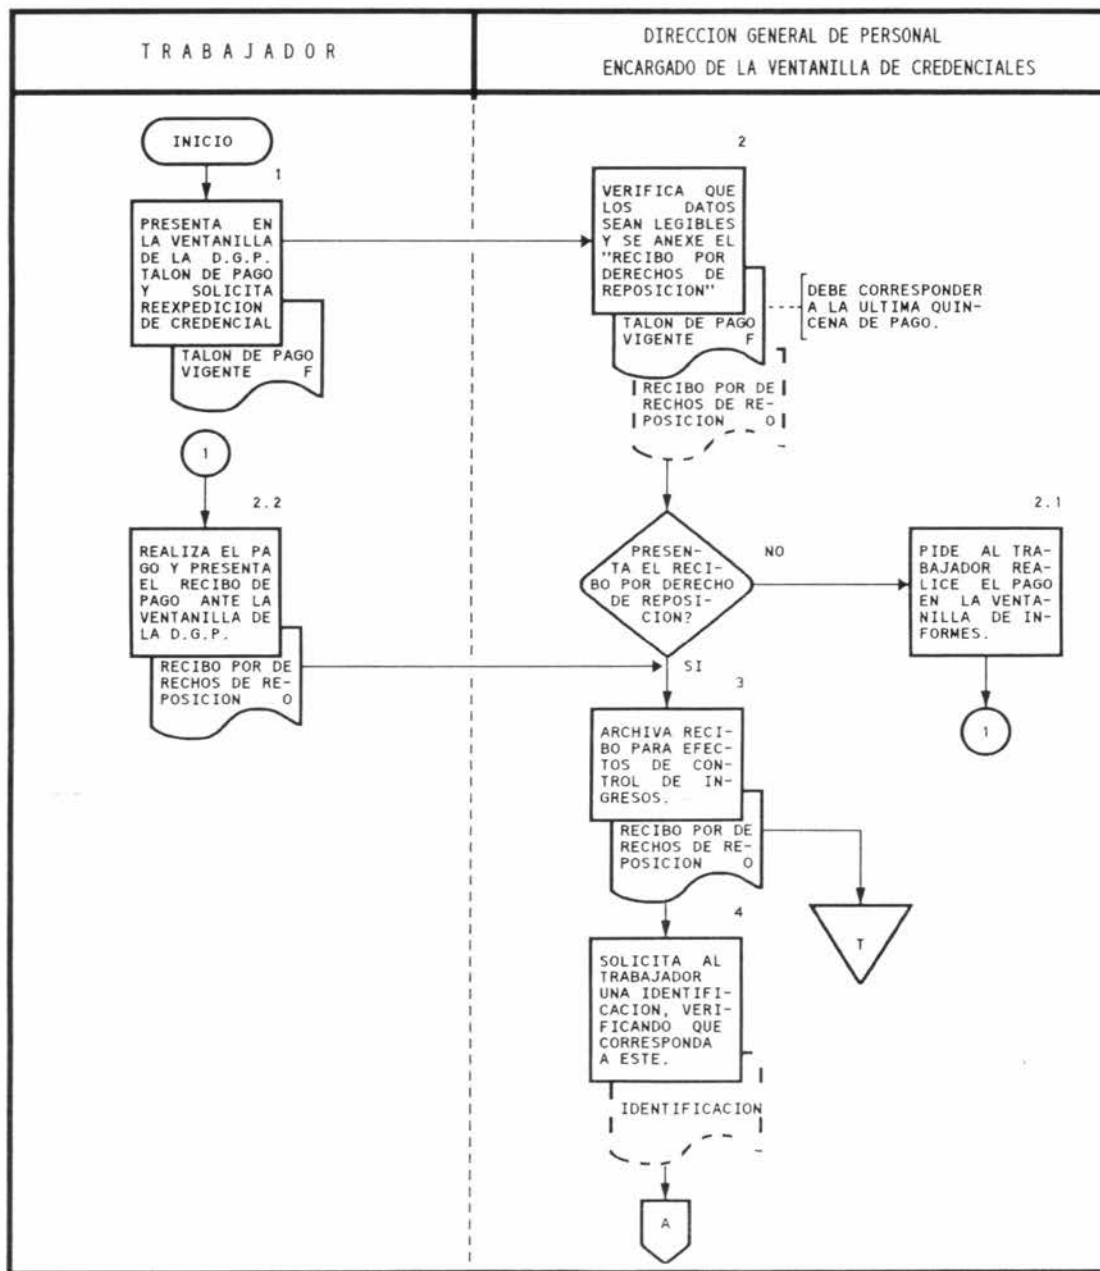 TRABAJADOR
DIRECCION GENERAL DE PERSONAL
ENCARGADO DE LA VENTANILLA DE CREDENCIALES
INICIO
1
PRESENTA EN
LA VENTANILLA
DE LA D.G.P.
TALON DE PAGO
Y SOLICITA
REEXPEDICION
DE CREDENCIAL
TALON DE PAGO
VIGENTE F
2
VERIFICA QUE
LOS DATOS
SEAN LEGIBLES
Y SE ANEXE EL
"RECIBO POR
DERECHOS DE
REPOSICION"
TALON DE PAGO
VIGENTE F
DEBE CORRESPONDER
A LA ULTIMA QUIN-
CENA DE PAGO.
RECIBO POR DE
RECHOS DE RE-
POSICION O
1
2.2
REALIZA EL PA
GO Y PRESENTA
EL RECIBO DE
PAGO ANTE LA
VENTANILLA DE
LA D.G.P.
RECIBO POR DE
RECHOS DE RE-
POSICION O
PRESEN-
TA EL RECI-
BO POR DERECHO
DE REPOSI-
CION?
NO
SI
2.1
PIDE AL TRA-
BAJADOR REA-
LICE EL PAGO
EN LA VENTA-
NILLA DE IN-
FORMES.
1
3
ARCHIVA RECI-
BO PARA EFEC-
TOS DE CON-
TROL DE IN-
GRESOS.
RECIBO POR DE
RECHOS DE RE-
POSICION O
T
4
SOLICITA AL
TRABAJADOR
UNA IDENTIFI-
CACION, VERI-
FICANDO QUE
CORRESPONDA
A ESTE.
IDENTIFICACION
A